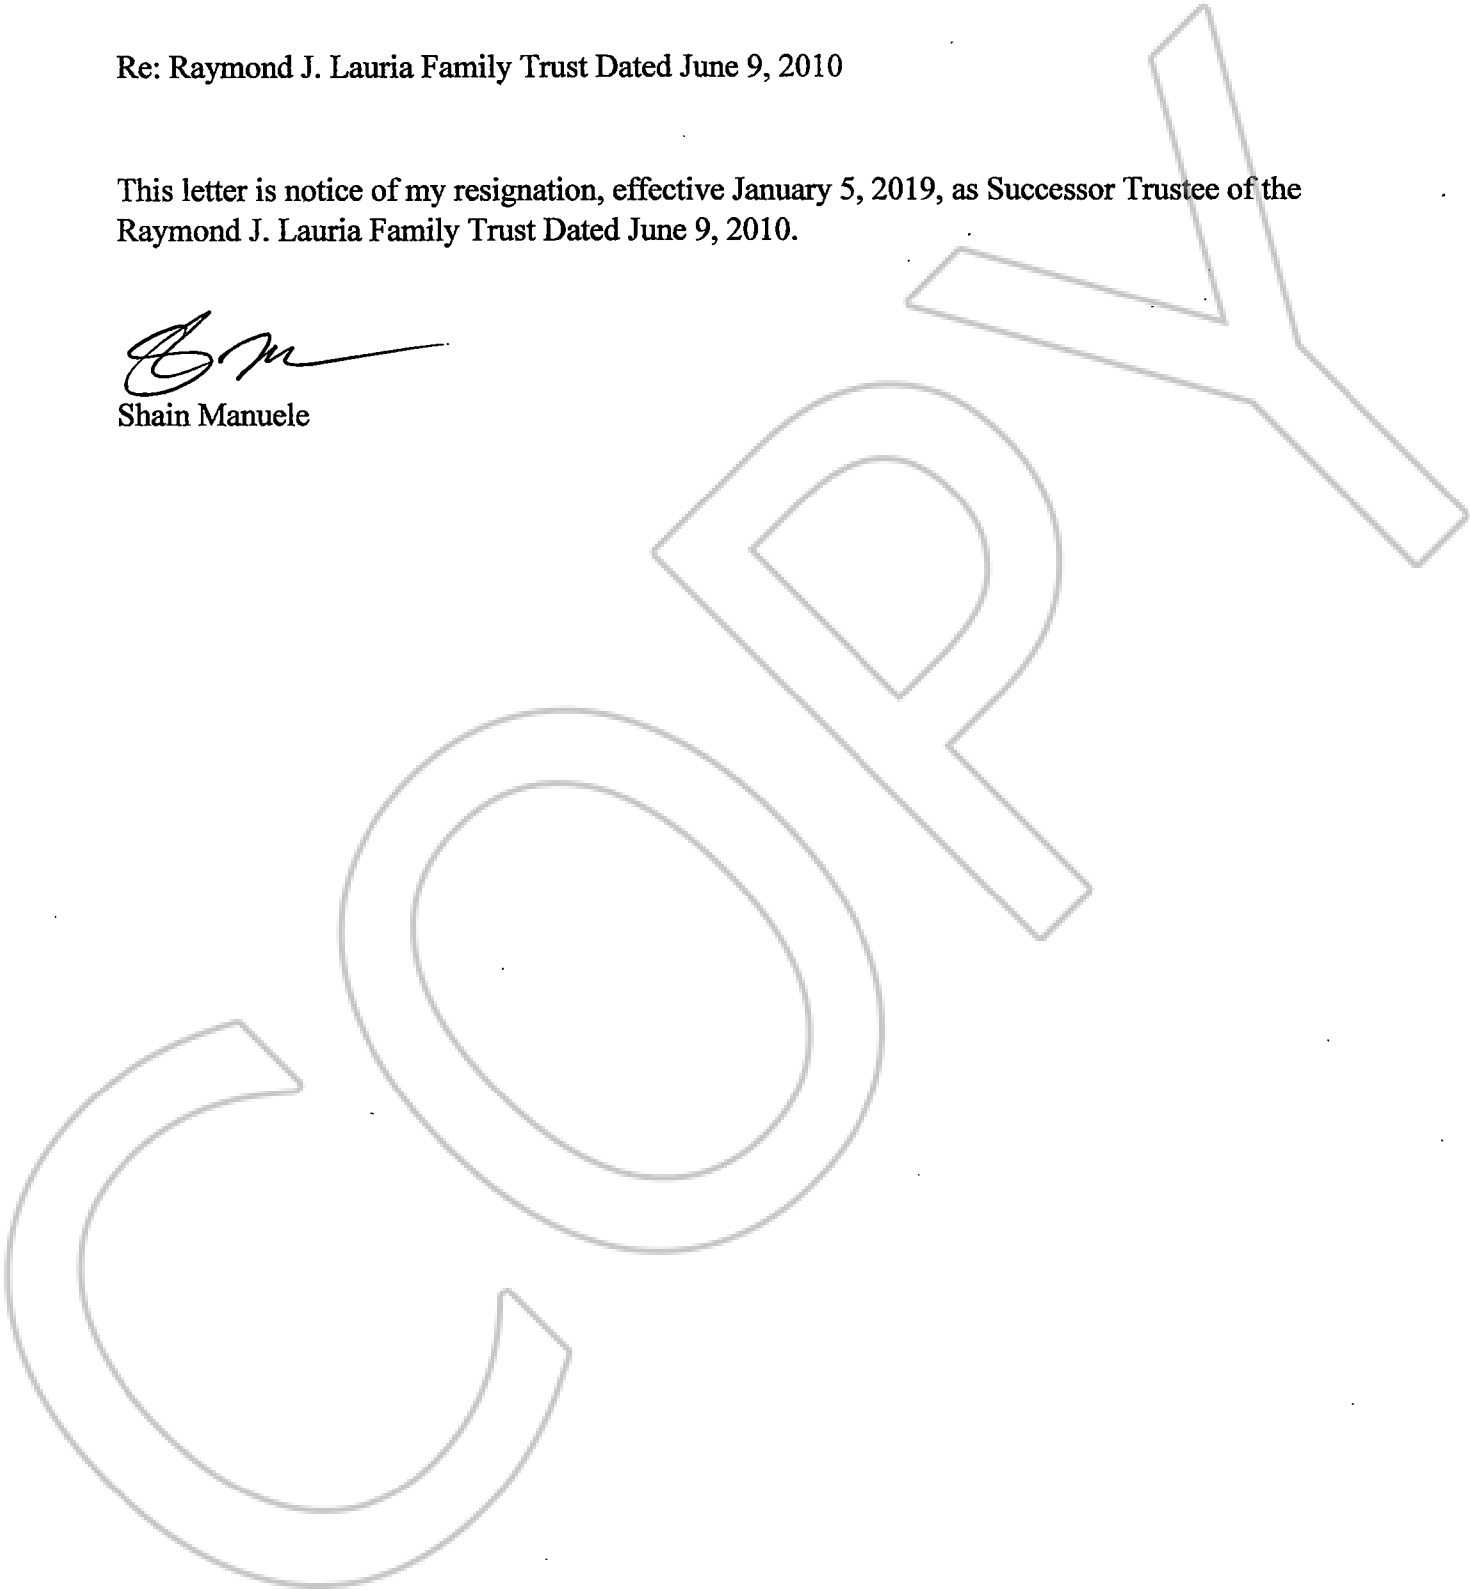 Re: Raymond J. Lauria Family Trust Dated June 9, 2010
This letter is notice of my resignation, effective January 5, 2019, as Successor Trustee of the
Raymond J. Lauria Family Trust Dated June 9, 2010.
Shain Manuele
COPY